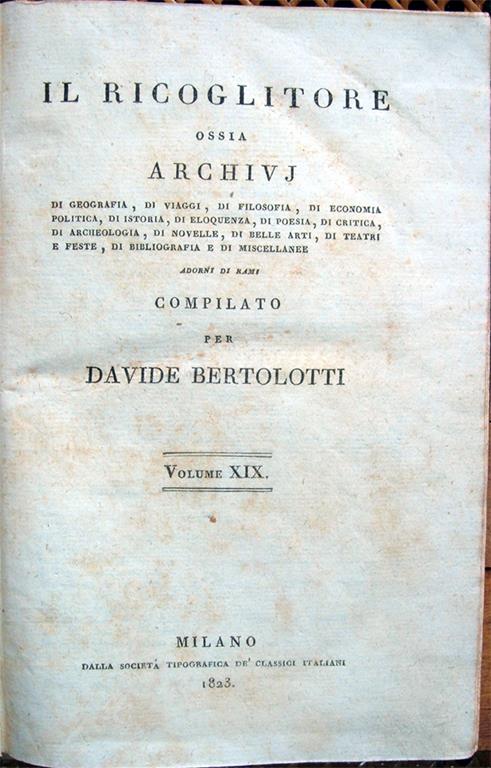 IL RICOGLITORE
OSSIA
ARCHIVJ
DI GEOGRAFIA, DI VIAGGI, DI FILOSOFIA, DI ECONOMIA
POLITICA, DI ISTORIA, DI ELOQUENZA, DI POESIA, DI CRITICA,
DI ARCHEOLOGIA, DI NOVELLE, DI BELLE ARTI, DI TEATRI
E FESTE, DI BIBLIOGRAFIA E DI MISCELLANEE
ADORNI DI RAMI
COMPILATO
PER
DAVIDE BERTOLOTTI
VOLUME XIX.
MILANO
DALLA SOCIETÀ TIPOGRAFICA DE' CLASSICI ITALIANI
1823.